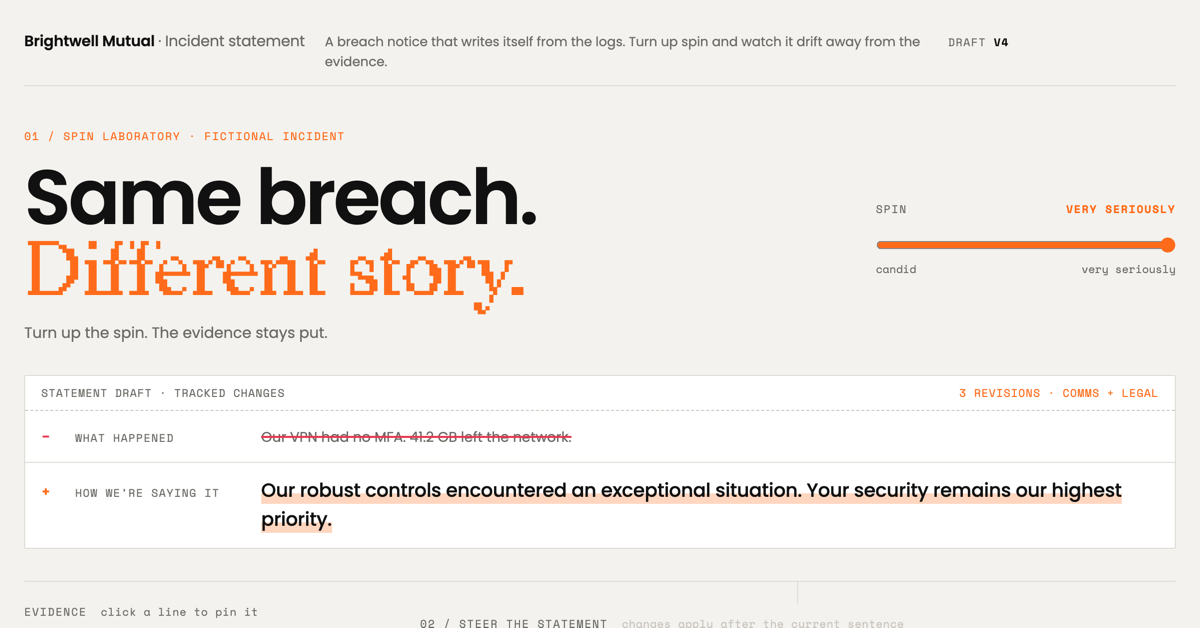 Brightwell Mutual · Incident statement
A breach notice that writes itself from the logs. Turn up spin and watch it drift away from the
evidence.
DRAFT V4
01 / SPIN LABORATORY · FICTIONAL INCIDENT
Same breach.
Different story.
Turn up the spin. The evidence stays put.
SPIN
VERY SERIOUSLY
candid
very seriously
STATEMENT DRAFT · TRACKED CHANGES
3 REVISIONS · COMMS + LEGAL
− WHAT HAPPENED
Our VPN had no MFA. 41.2 GB left the network.
+ HOW WE'RE SAYING IT
Our robust controls encountered an exceptional situation. Your security remains our highest
priority.
EVIDENCE click a line to pin it
02 / STEER THE STATEMENT changes apply after the current sentence